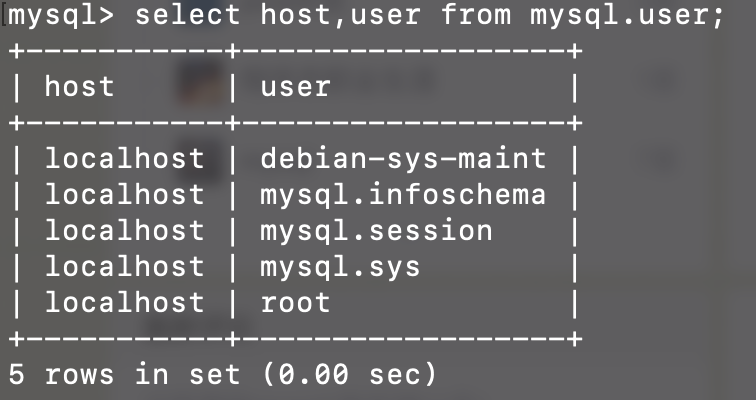 mysql> select host,user from mysql.user;
+-----------+------------------+
| host      | user             |
+-----------+------------------+
| localhost | debian-sys-maint |
| localhost | mysql.infoschema |
| localhost | mysql.session    |
| localhost | mysql.sys        |
| localhost | root             |
+-----------+------------------+
5 rows in set (0.00 sec)